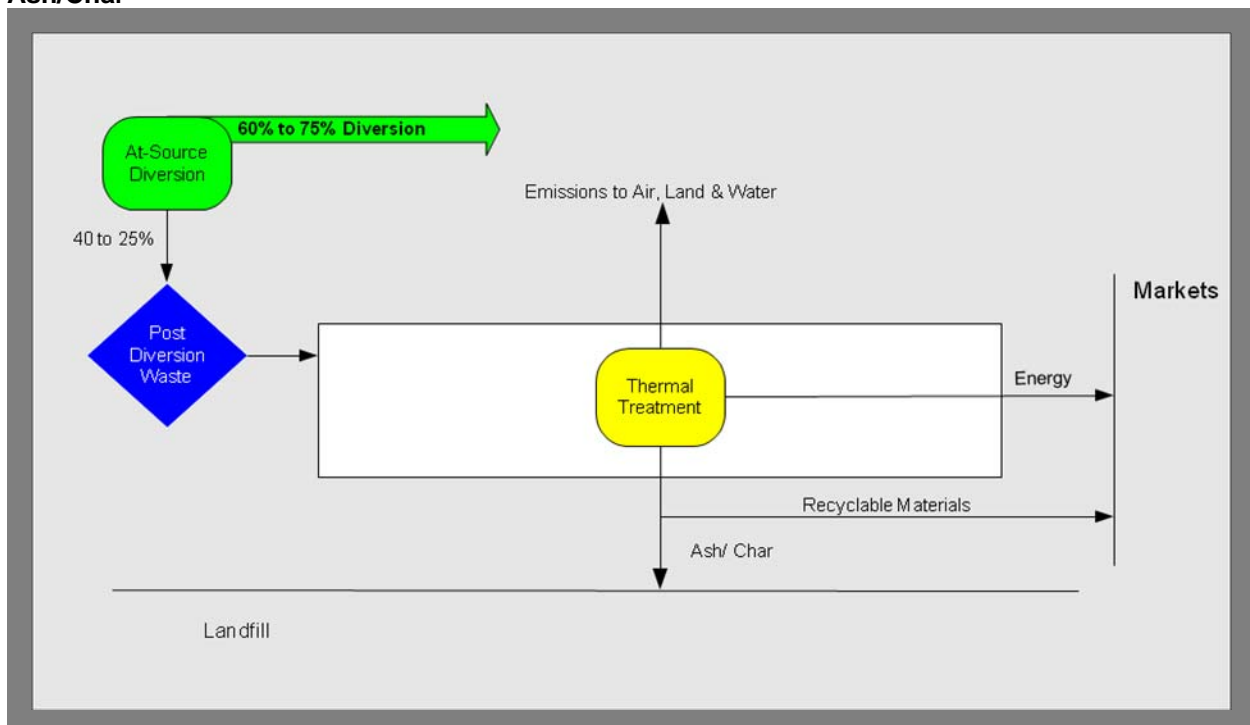 Ash/Char
60% to 75% Diversion
At-Source
Diversion
Emissions to Air, Land & Water
40 to 25%
Markets
Post
Diversion
Waste
Thermal
Treatment
Energy
Recyclable Materials
Ash/ Char
Landfill